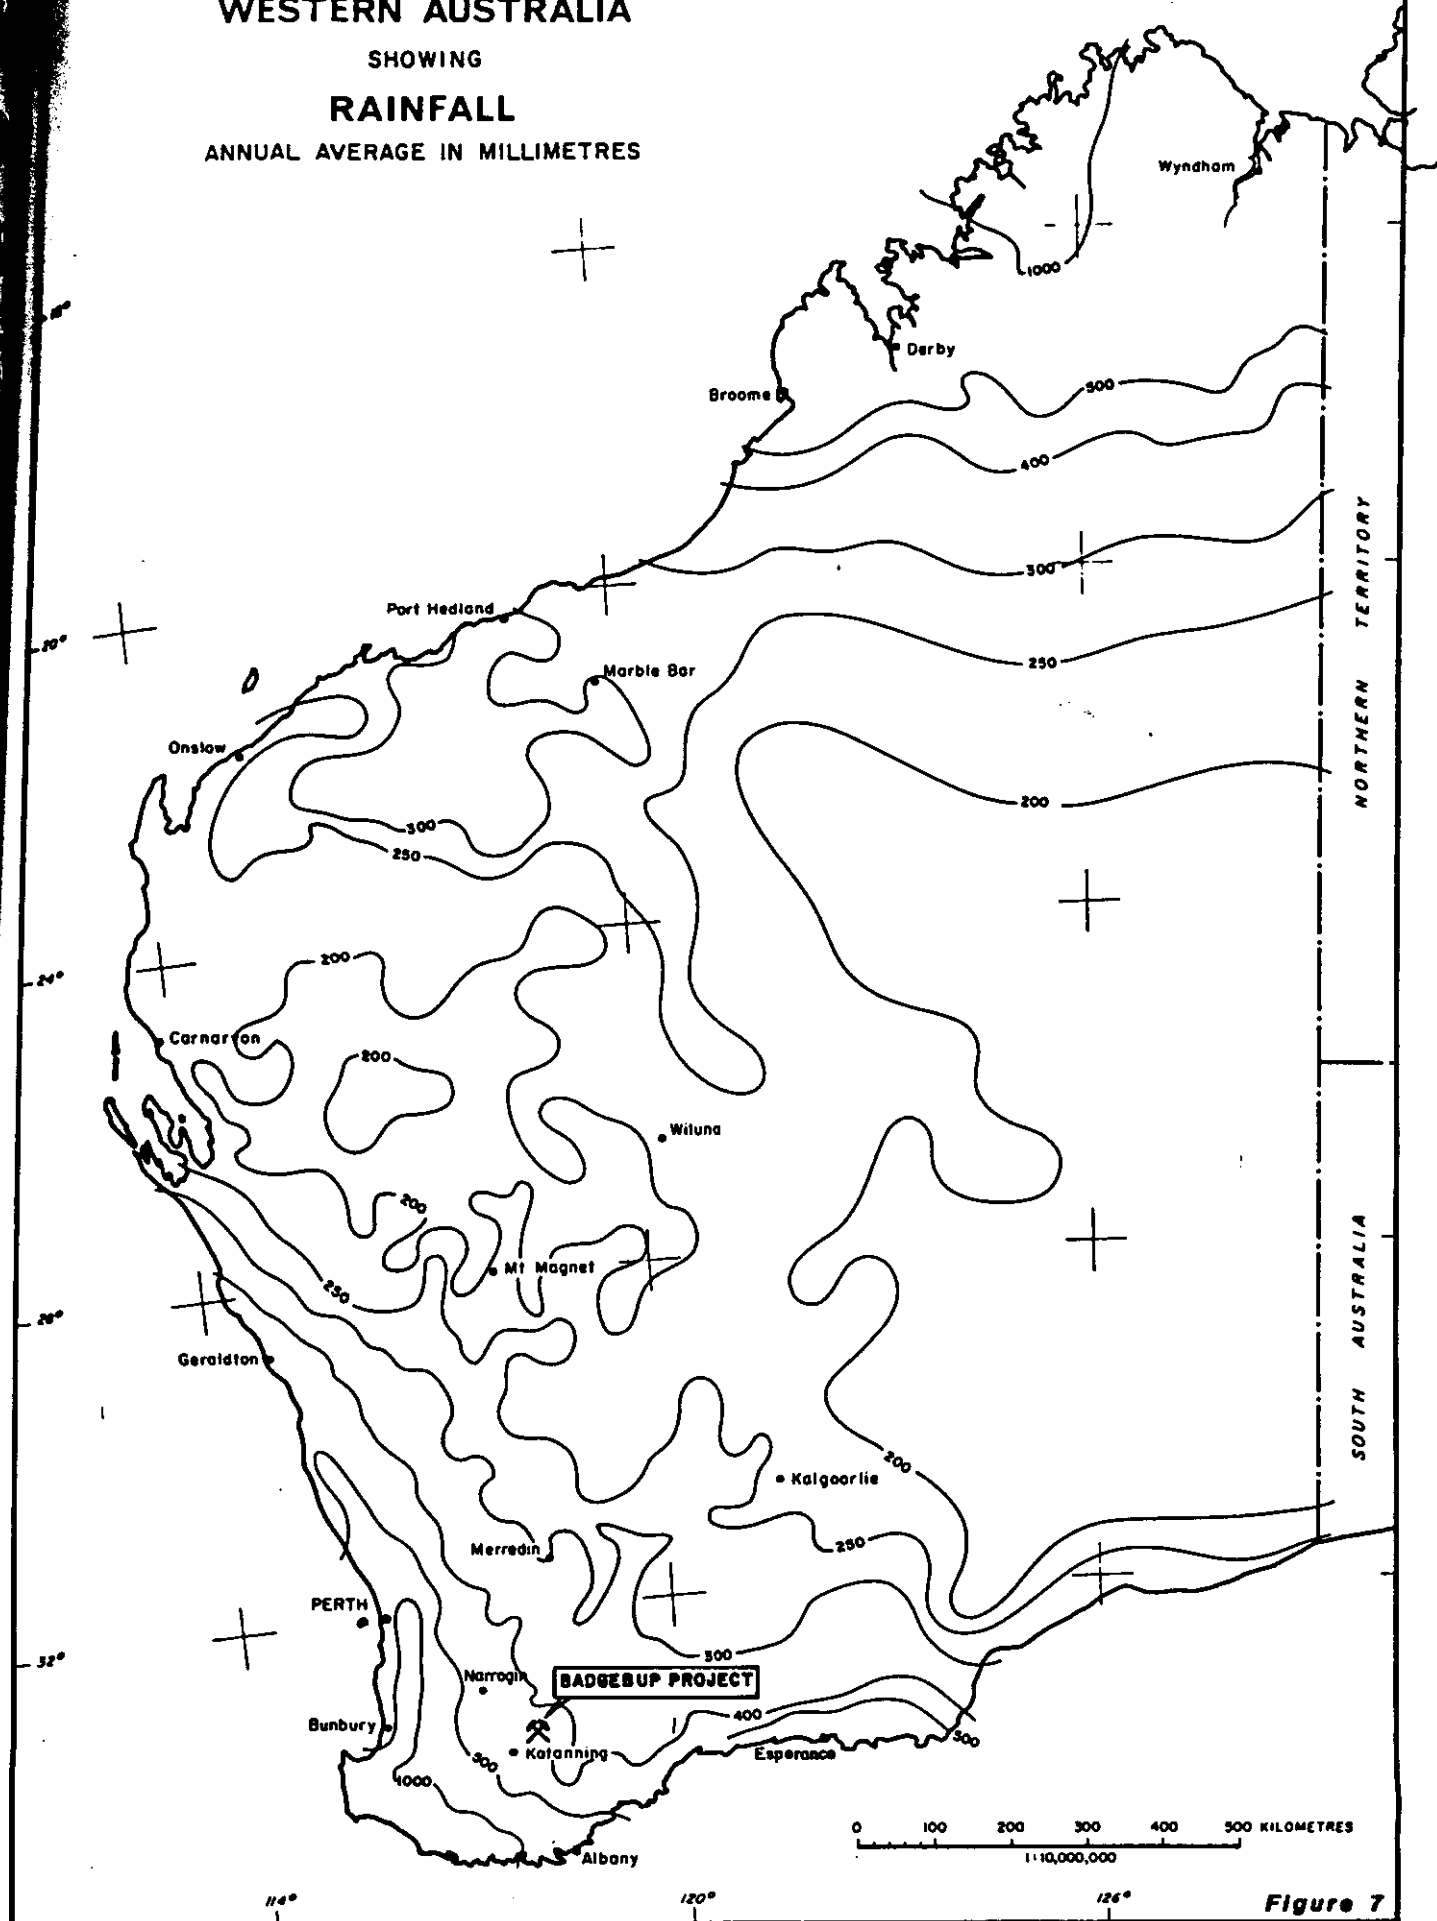 WESTERN AUSTRALIA
SHOWING
RAINFALL
ANNUAL AVERAGE IN MILLIMETRES
Wyndham
1000
Derby
500
Broome
400
300
NORTHERN TERRITORY
Port Hedland
20°
250
Marble Bar
Onslow
200
300
250
200
24°
Carnarvon
200
Wiluna
200
Mt Magnet
250
28°
Geraldton
SOUTH AUSTRALIA
200
Kalgoorlie
250
Merredin
PERTH
300
32°
Narrogin
BADGEBUP PROJECT
400
Bunbury
500
Katanning
500
Esperance
1000
0 100 200 300 400 500 KILOMETRES
1:10,000,000
Albany
114° 120° 126°
Figure 7